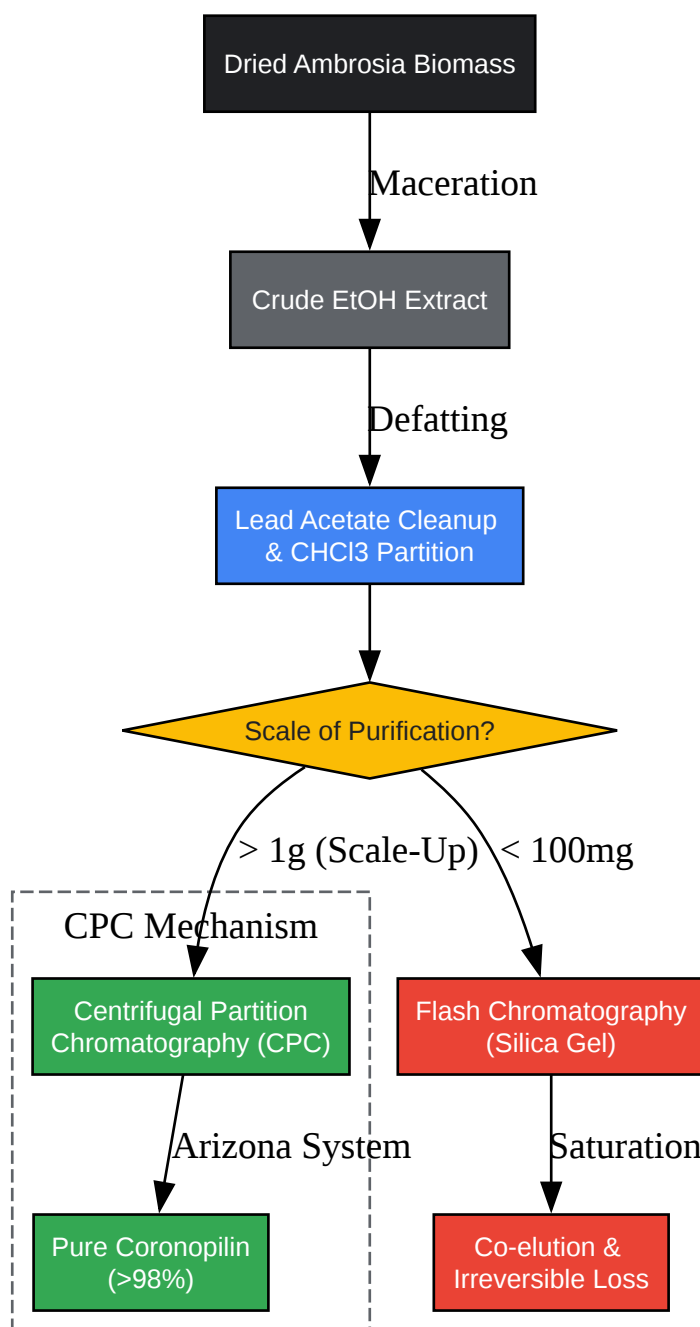 Dried Ambrosia Biomass
Maceration
Crude EtOH Extract
Defatting
Lead Acetate Cleanup
& CHCl3 Partition
Scale of Purification?
> 1g (Scale-Up)
< 100mg
CPC Mechanism
Centrifugal Partition
Chromatography (CPC)
Flash Chromatography
(Silica Gel)
Arizona System
Saturation
Pure Coronopilin
(>98%)
Co-elution &
Irreversible Loss